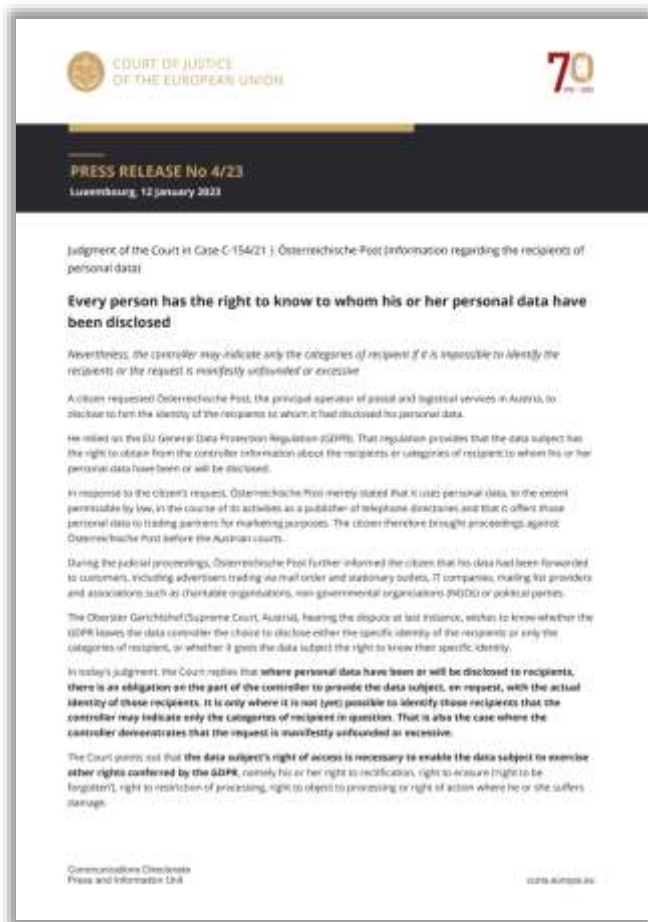 COURT OF JUSTICE
OF THE EUROPEAN UNION
70
PRESS RELEASE No 4/23
Luxembourg, 12 January 2023
Judgment of the Court in Case C-154/21 | Österreichische Post (Information regarding the recipients of
personal data)
Every person has the right to know to whom his or her personal data have
been disclosed
Nevertheless, the controller may indicate only the categories of recipient if it is impossible to identify the
recipients or the request is manifestly unfounded or excessive
A citizen requested Österreichische Post, the principal operator of postal and logistical services in Austria, to
disclose to him the identity of the recipients to whom it had disclosed his personal data.
He relied on the EU General Data Protection Regulation (GDPR). That regulation provides that the data subject has
the right to obtain from the controller information about the recipients or categories of recipient to whom his or her
personal data have been or will be disclosed.
In response to the citizen's request, Österreichische Post merely stated that it uses personal data, to the extent
permissible by law, in the course of its activities as a publisher of telephone directories and that it offers those
personal data to trading partners for marketing purposes. The citizen therefore brought proceedings against
Österreichische Post before the Austrian courts.
During the judicial proceedings, Österreichische Post further informed the citizen that his data had been forwarded
to customers, including advertisers trading via mail order and stationary outlets, IT companies, mailing list providers
and associations such as charitable organisations, non-governmental organisations (NGOs) or political parties.
The Oberster Gerichtshof (Supreme Court, Austria), hearing the dispute at last instance, wishes to know whether the
GDPR leaves the data controller the choice to disclose either the specific identity of the recipients or only the
categories of recipient, or whether it gives the data subject the right to know their specific identity.
In today's judgment, the Court replies that where personal data have been or will be disclosed to recipients,
there is an obligation on the part of the controller to provide the data subject, on request, with the actual
identity of those recipients. It is only where it is not (yet) possible to identify those recipients that the
controller may indicate only the categories of recipient in question. That is also the case where the
controller demonstrates that the request is manifestly unfounded or excessive.
The Court points out that the data subject's right of access is necessary to enable the data subject to exercise
other rights conferred by the GDPR, namely his or her right to rectification, right to erasure ('right to be
forgotten'), right to restriction of processing, right to object to processing or right of action where he or she suffers
damage.
Communications Directorate
Press and Information Unit
curia.europa.eu